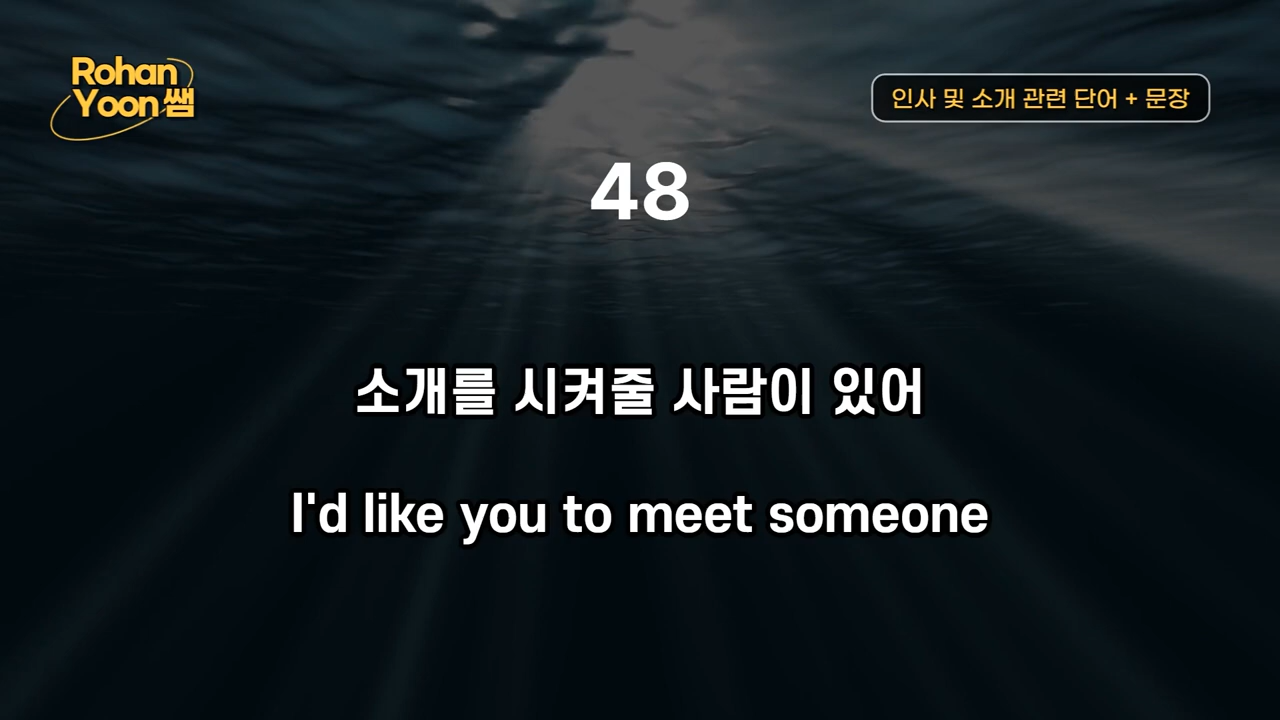 Rohan
Yoon쌤
인사 및 소개 관련 단어 + 문장
48
소개를 시켜줄 사람이 있어
I'd like you to meet someone